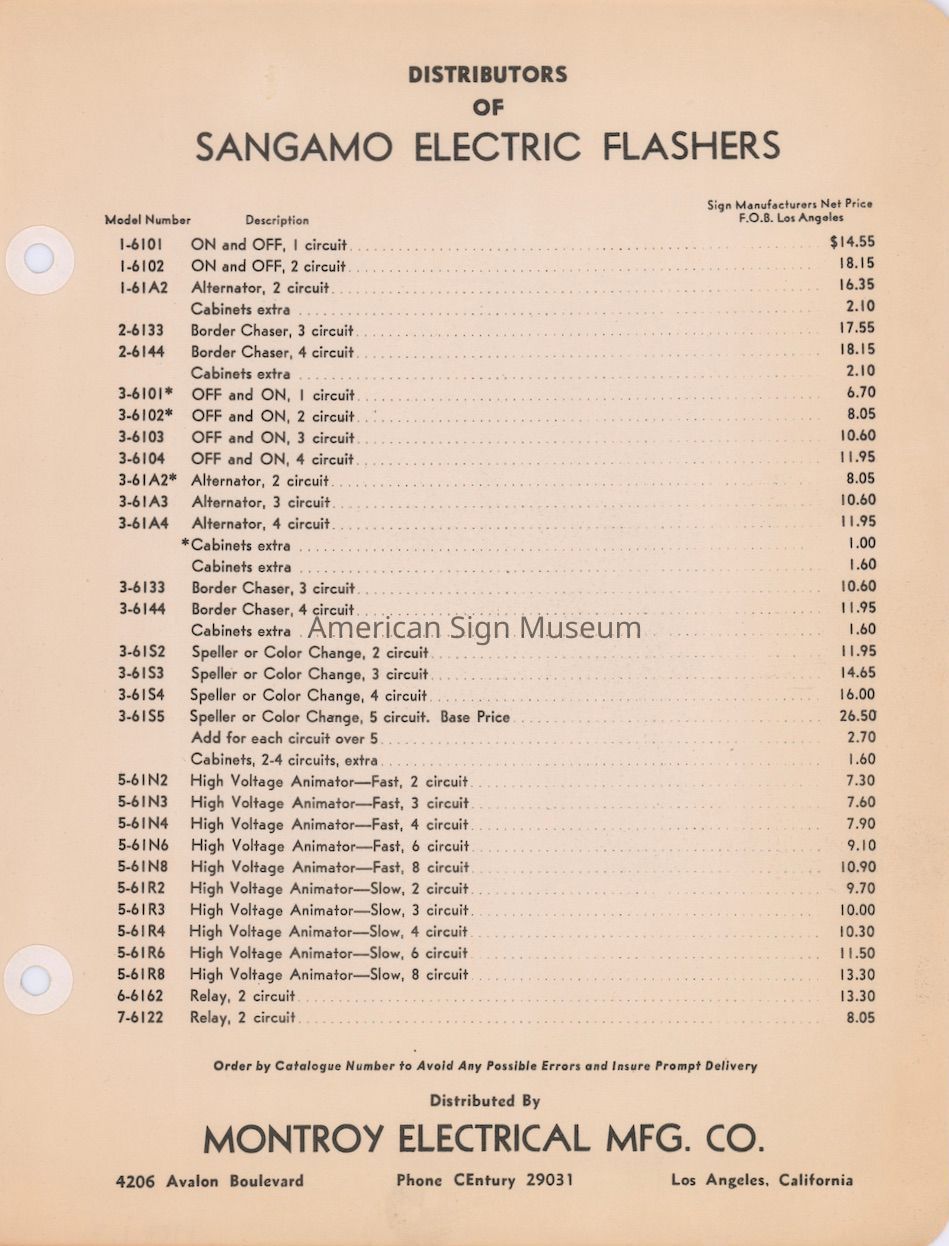 DISTRIBUTORS
OF
SANGAMO ELECTRIC FLASHERS
Sign Manufacturers Net Price
Model Number Description F.O.B. Los Angeles
1-6101 ON and OFF, 1 circuit $14.55
1-6102 ON and OFF, 2 circuit 18.15
1-61A2 Alternator, 2 circuit 16.35
Cabinets extra 2.10
2-6133 Border Chaser, 3 circuit 17.55
2-6144 Border Chaser, 4 circuit 18.15
Cabinets extra 2.10
3-6101* OFF and ON, 1 circuit 6.70
3-6102* OFF and ON, 2 circuit 8.05
3-6103 OFF and ON, 3 circuit 10.60
3-6104 OFF and ON, 4 circuit 11.95
3-61A2* Alternator, 2 circuit 8.05
3-61A3 Alternator, 3 circuit 10.60
3-61A4 Alternator, 4 circuit 11.95
*Cabinets extra 1.00
Cabinets extra 1.60
3-6133 Border Chaser, 3 circuit 10.60
3-6144 Border Chaser, 4 circuit 11.95
Cabinets extra 1.60
American Sign Museum
3-61S2 Speller or Color Change, 2 circuit 11.95
3-61S3 Speller or Color Change, 3 circuit 14.65
3-61S4 Speller or Color Change, 4 circuit 16.00
3-61S5 Speller or Color Change, 5 circuit. Base Price 26.50
Add for each circuit over 5 2.70
Cabinets, 2-4 circuits, extra 1.60
5-61N2 High Voltage Animator—Fast, 2 circuit 7.30
5-61N3 High Voltage Animator—Fast, 3 circuit 7.60
5-61N4 High Voltage Animator—Fast, 4 circuit 7.90
5-61N6 High Voltage Animator—Fast, 6 circuit 9.10
5-61N8 High Voltage Animator—Fast, 8 circuit 10.90
5-61R2 High Voltage Animator—Slow, 2 circuit 9.70
5-61R3 High Voltage Animator—Slow, 3 circuit 10.00
5-61R4 High Voltage Animator—Slow, 4 circuit 10.30
5-61R6 High Voltage Animator—Slow, 6 circuit 11.50
5-61R8 High Voltage Animator—Slow, 8 circuit 13.30
6-6162 Relay, 2 circuit 13.30
7-6122 Relay, 2 circuit 8.05
Order by Catalogue Number to Avoid Any Possible Errors and Insure Prompt Delivery
Distributed By
MONTROY ELECTRICAL MFG. CO.
4206 Avalon Boulevard Phone CEntury 29031 Los Angeles, California